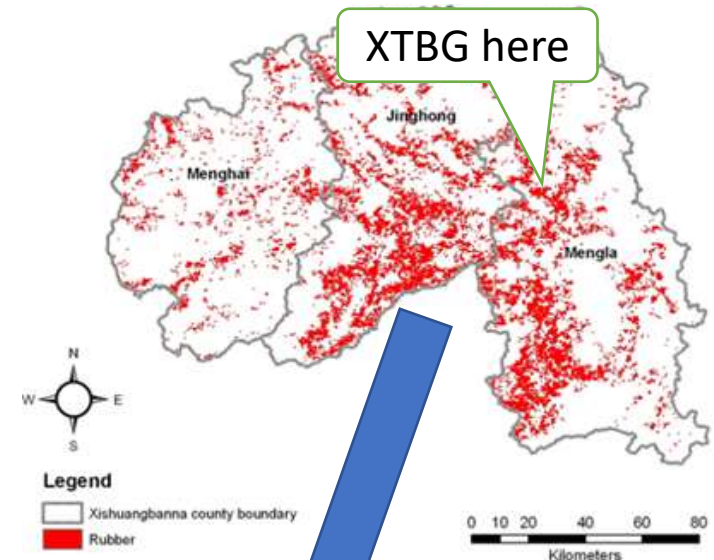 XTBG here
Jinghong
Menghai
Mengla
N
W E
S
Legend
Xishuangbanna county boundary
Rubber
0 10 20 40 60 80
Kilometers